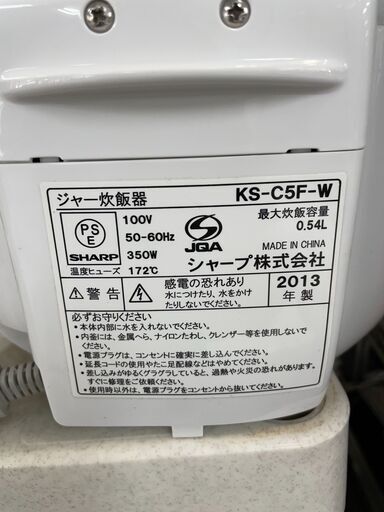 ジャー炊飯器 KS-C5F-W
PS
E
SHARP
100V
50-60Hz
350W
温度ヒューズ 172℃
JQA
最大炊飯容量
0.54L
MADE IN CHINA
シャープ株式会社
警告
感電の恐れあり
水につけたり、水をかけ
たりしないでください。
2013
年製
必ずお守りください
•本体内部に水を入れないでください。
•内釜には、金属へら、ナイロンたわし、クレンザー等を使用しない
でください。
•電源プラグは、コンセントに確実に差し込んでください。
•延長コードの使用やたこ足配線などはやめてください。
•差し込みがゆるくグラグラしていると、過熱や火災の恐れがあります。
すぐに修理をご依頼ください。
•使用時以外は、電源プラグをコンセントから抜いてください。